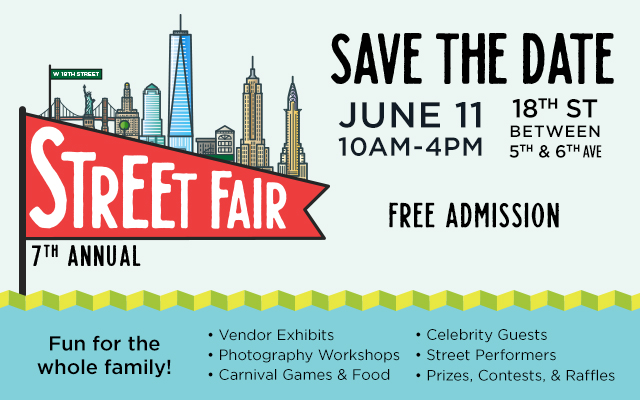 W 18TH STREET
STREET FAIR
7TH ANNUAL
SAVE THE DATE
JUNE 11
10AM-4PM
18TH ST
BETWEEN
5TH & 6TH AVE
FREE ADMISSION
Fun for the
whole family!
• Vendor Exhibits
• Photography Workshops
• Carnival Games & Food
• Celebrity Guests
• Street Performers
• Prizes, Contests, & Raffles